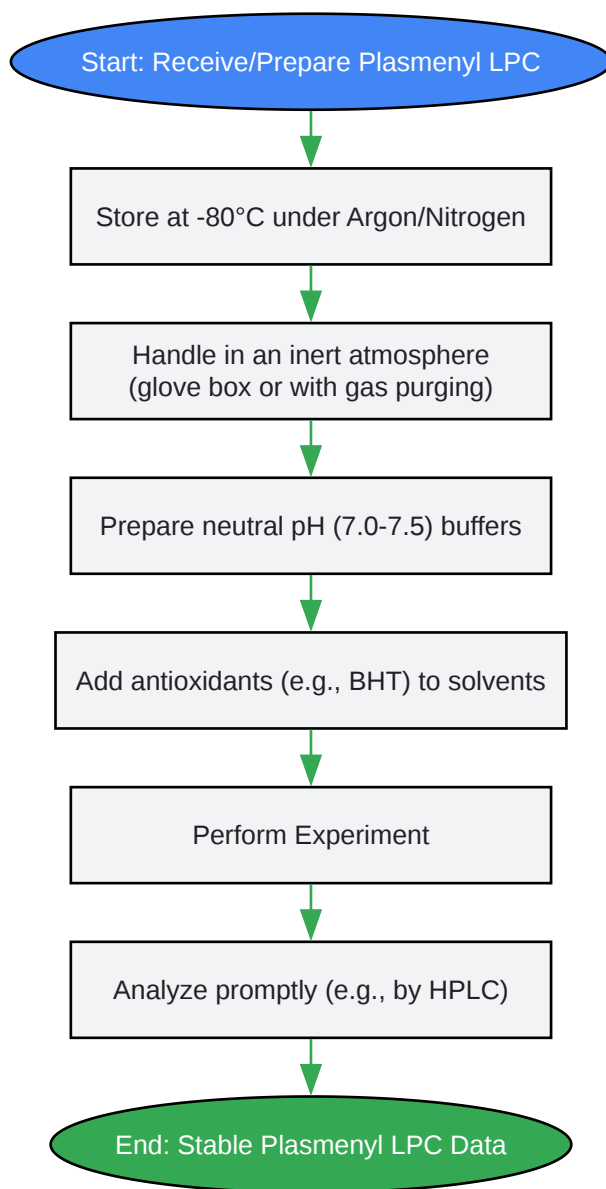 Start: Receive/Prepare Plasmenyl LPC
Store at -80°C under Argon/Nitrogen
Handle in an inert atmosphere
(glove box or with gas purging)
Prepare neutral pH (7.0-7.5) buffers
Add antioxidants (e.g., BHT) to solvents
Perform Experiment
Analyze promptly (e.g., by HPLC)
End: Stable Plasmenyl LPC Data